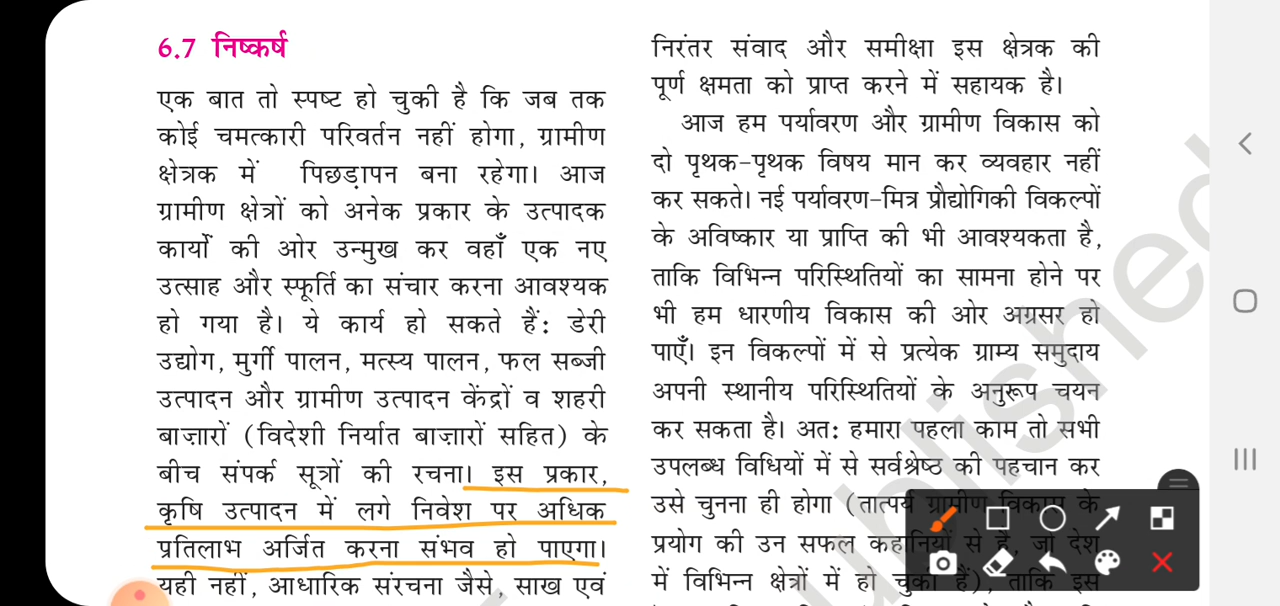 6.7 निष्कर्ष
एक बात तो स्पष्ट हो चुकी है कि जब तक
कोई चमत्कारी परिवर्तन नहीं होगा, ग्रामीण
क्षेत्रक में पिछड़ापन बना रहेगा। आज
ग्रामीण क्षेत्रों को अनेक प्रकार के उत्पादक
कार्यों की ओर उन्मुख कर वहाँ एक नए
उत्साह और स्फूर्ति का संचार करना आवश्यक
हो गया है। ये कार्य हो सकते हैं: डेरी
उद्योग, मुर्गी पालन, मत्स्य पालन, फल सब्जी
उत्पादन और ग्रामीण उत्पादन केंद्रों व शहरी
बाज़ारों (विदेशी निर्यात बाज़ारों सहित) के
बीच संपर्क सूत्रों की रचना। इस प्रकार,
कृषि उत्पादन में लगे निवेश पर अधिक
प्रतिलाभ अर्जित करना संभव हो पाएगा।
यही नहीं, आधारिक संरचना जैसे, साख एवं
निरंतर संवाद और समीक्षा इस क्षेत्रक की
पूर्ण क्षमता को प्राप्त करने में सहायक है।
आज हम पर्यावरण और ग्रामीण विकास को
दो पृथक-पृथक विषय मान कर व्यवहार नहीं
कर सकते। नई पर्यावरण-मित्र प्रौद्योगिकी विकल्पों
के अविष्कार या प्राप्ति की भी आवश्यकता है,
ताकि विभिन्न परिस्थितियों का सामना होने पर
भी हम धारणीय विकास की ओर अग्रसर हो
पाएँ। इन विकल्पों में से प्रत्येक ग्राम्य समुदाय
अपनी स्थानीय परिस्थितियों के अनुरूप चयन
कर सकता है। अत: हमारा पहला काम तो सभी
उपलब्ध विधियों में से सर्वश्रेष्ठ की पहचान कर
उसे चुनना ही होगा (तात्पर्य ग्रामीण विकास के
प्रयोग की उन सफल कहानियों से है, जो देश
में विभिन्न क्षेत्रों में हो चुकी हैं), ताकि इस